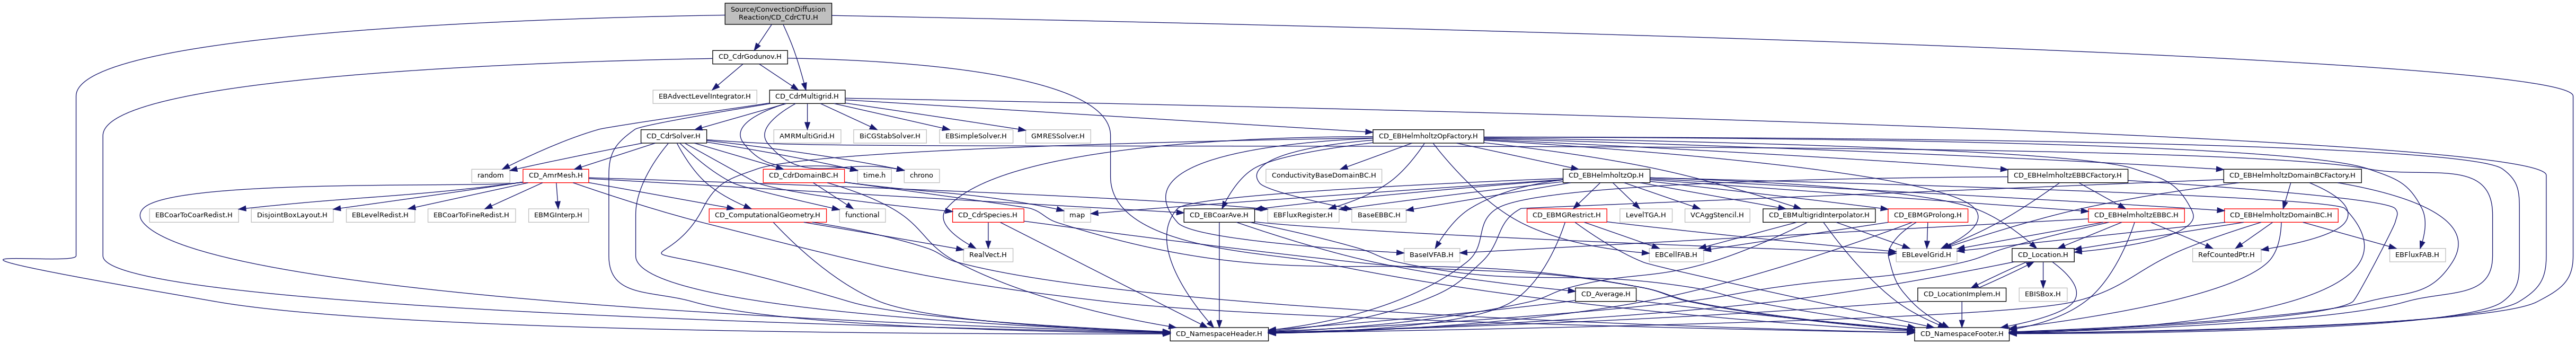 Source/ConvectionDiffusion
Reaction/CD_CdrCTU.H
CD_CdrGodunov.H
EBAdvectLevelIntegrator.H
CD_CdrMultigrid.H
CD_CdrSolver.H
AMRMultiGrid.H
BiCGStabSolver.H
EBSimpleSolver.H
GMRESSolver.H
CD_EBHelmholtzOpFactory.H
random
CD_AmrMesh.H
CD_CdrDomainBC.H
time.h
chrono
ConductivityBaseDomainBC.H
CD_EBHelmholtzOp.H
CD_EBHelmholtzEBBCFactory.H
CD_EBHelmholtzDomainBCFactory.H
EBCoarToCoarRedist.H
DisjointBoxLayout.H
EBLevelRedist.H
EBCoarToFineRedist.H
EBMGInterp.H
CD_ComputationalGeometry.H
functional
CD_CdrSpecies.H
map
CD_EBCoarAve.H
EBFluxRegister.H
BaseEBBC.H
CD_EBMGRestrict.H
LevelTGA.H
VCAggStencil.H
CD_EBMultigridInterpolator.H
CD_EBMGProlong.H
CD_EBHelmholtzEBBC.H
CD_EBHelmholtzDomainBC.H
RealVect.H
BaseIVFAB.H
EBCellFAB.H
EBLevelGrid.H
CD_Location.H
RefCountedPtr.H
EBFluxFAB.H
CD_Average.H
CD_LocationImplem.H
EBISBox.H
CD_NamespaceHeader.H
CD_NamespaceFooter.H